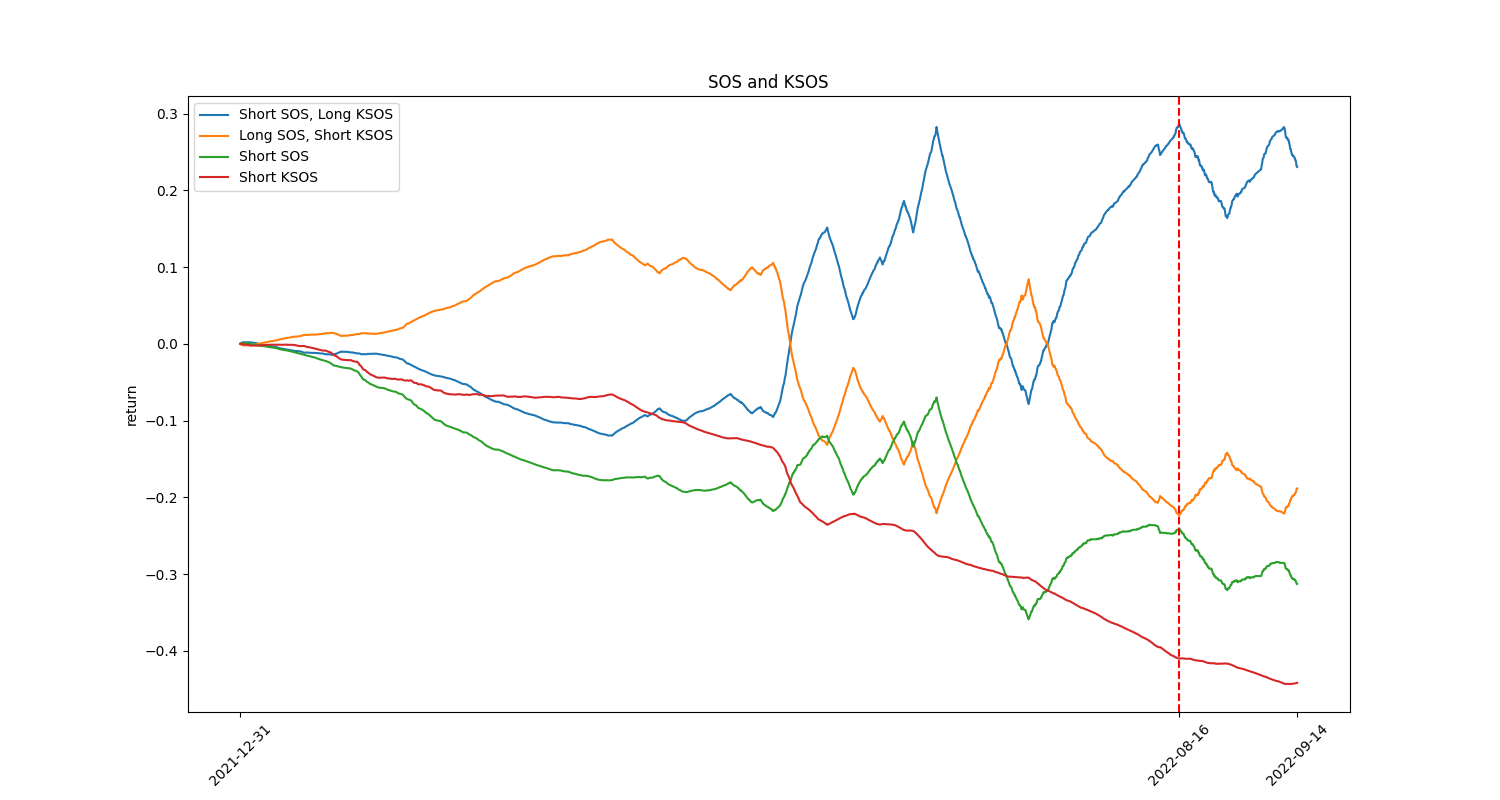 SOS and KSOS
Short SOS, Long KSOS
Long SOS, Short KSOS
Short SOS
Short KSOS
return
0.3
0.2
0.1
0.0
−0.1
−0.2
−0.3
−0.4
2021-12-31
2022-08-16
2022-09-14